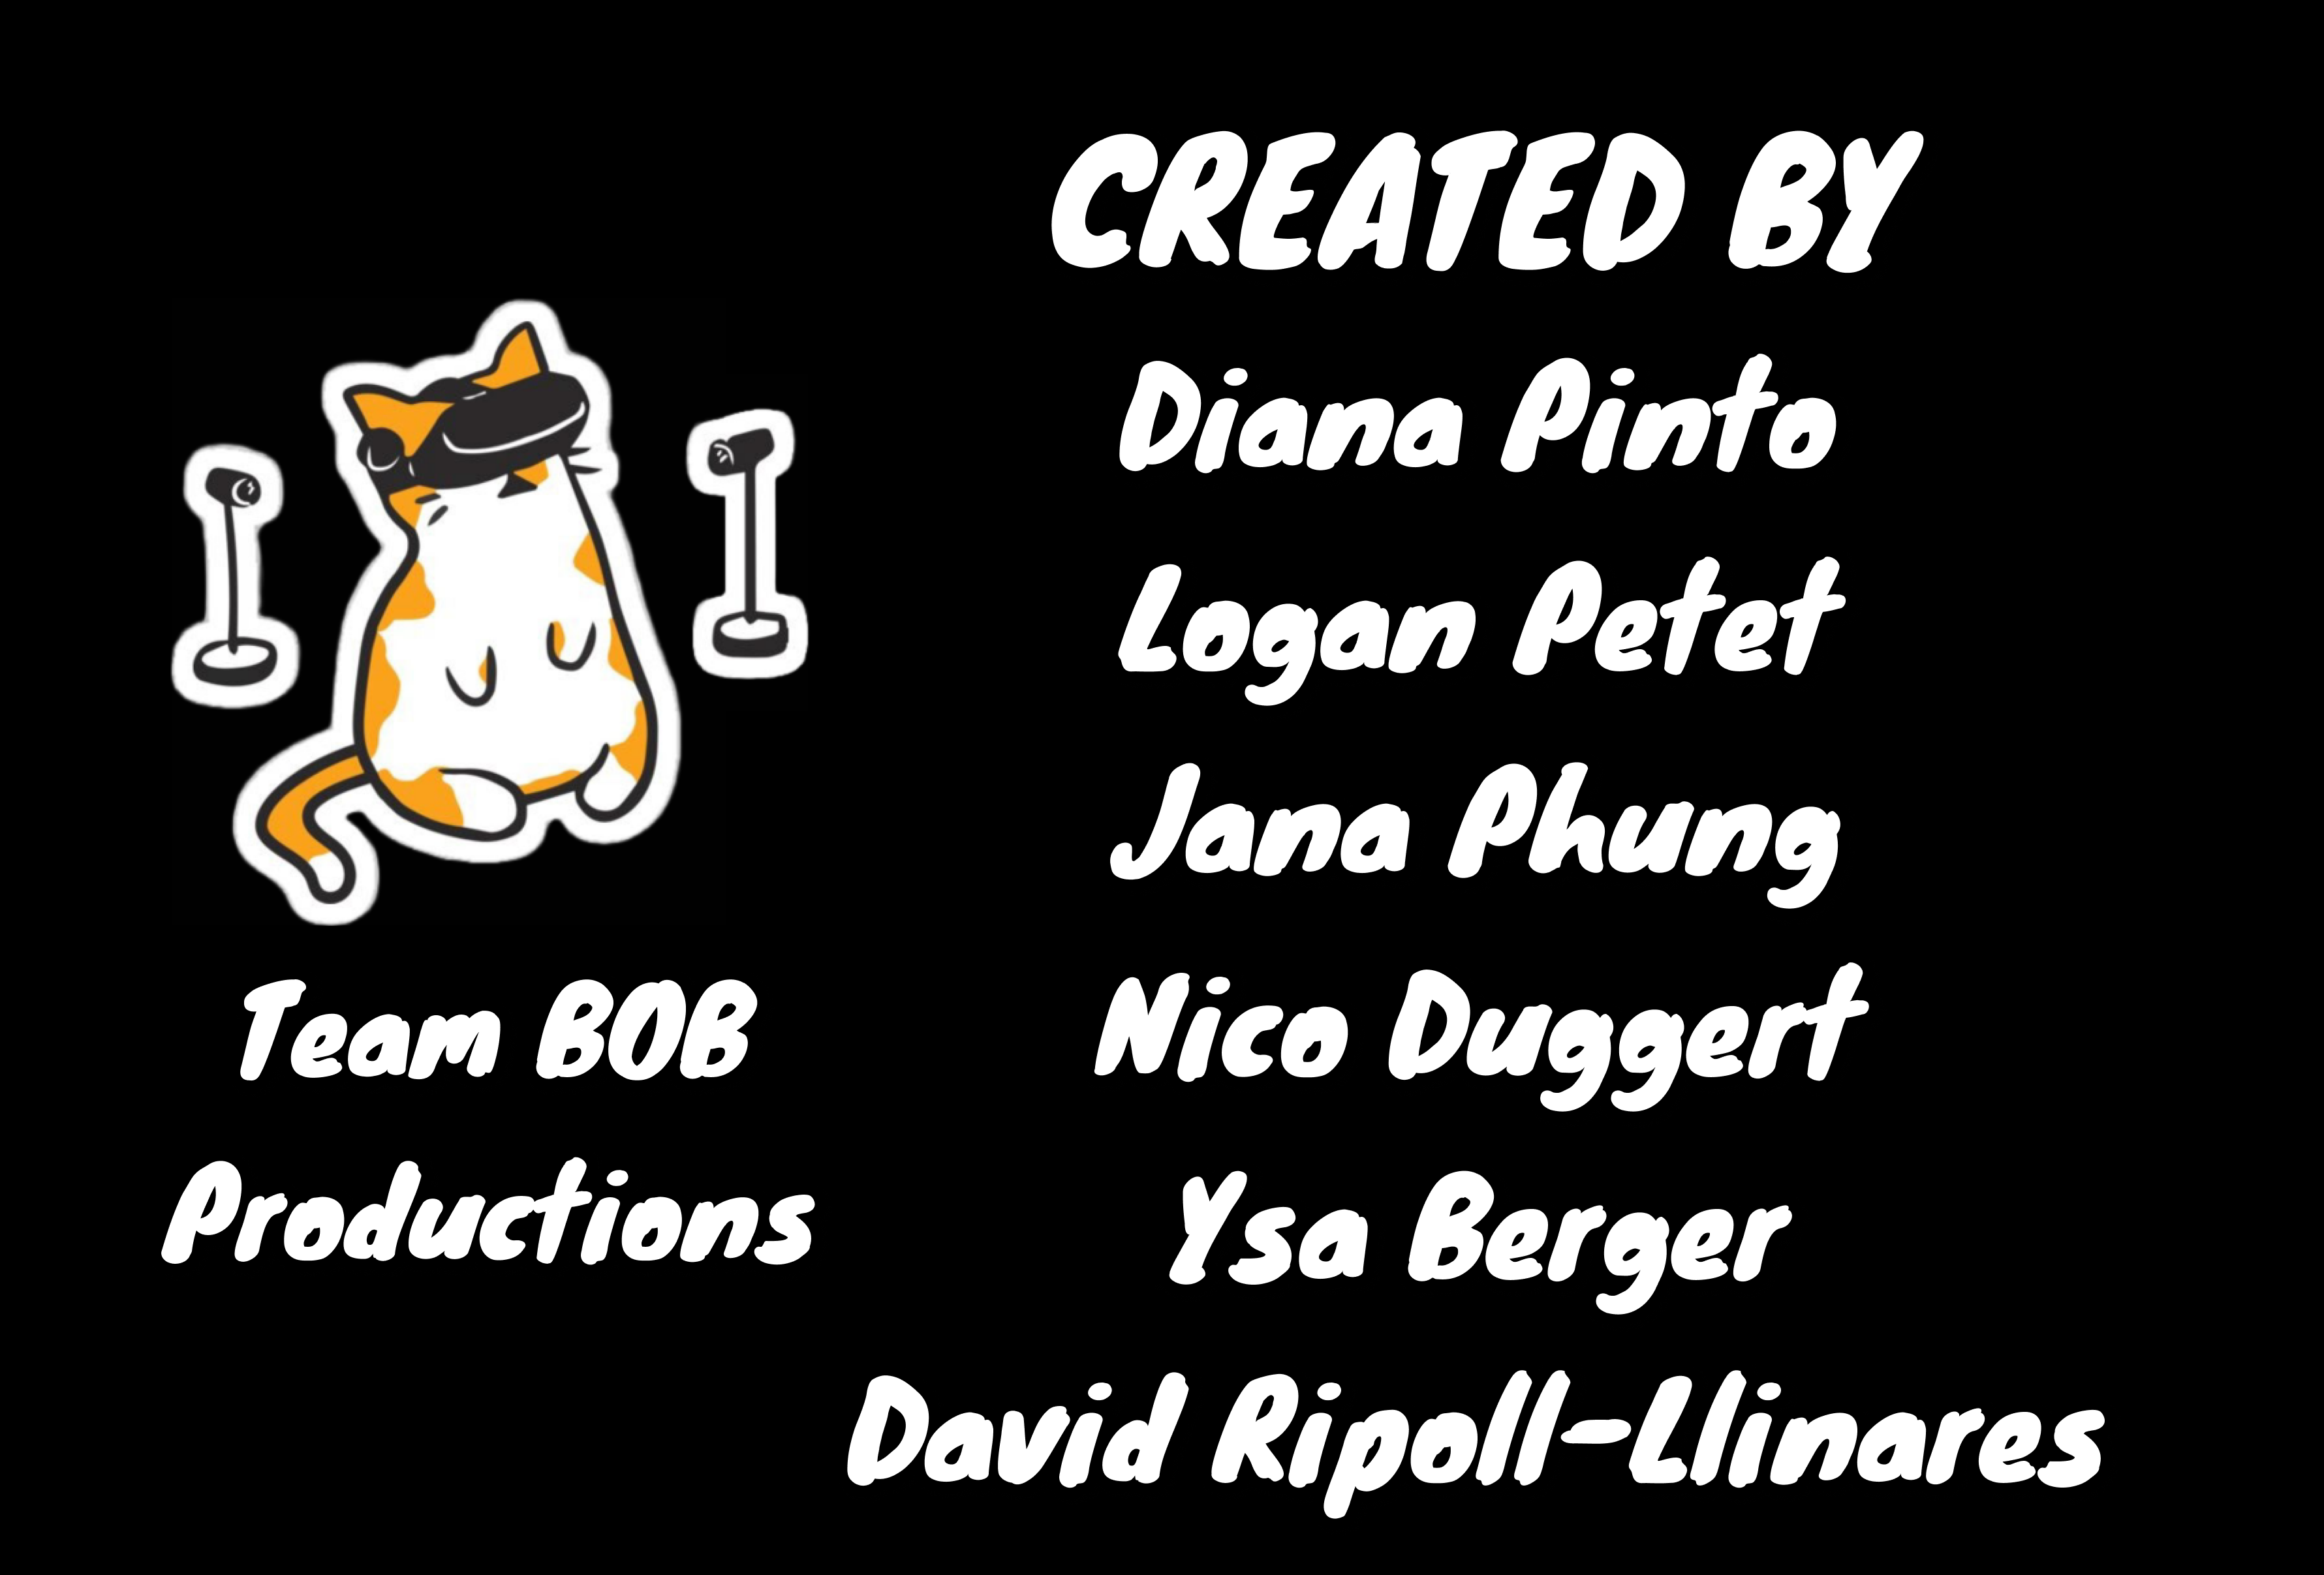 CREATED BY
Diana Pinto
Logan Petet
Jana Phung
Nico Duggert
Ysa Berger
David Ripoll-Llinares
Team BOB
Productions